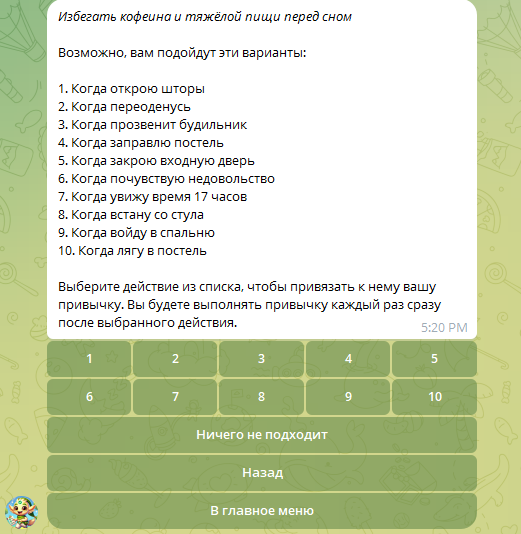 Избегать кофеина и тяжёлой пищи перед сном
Возможно, вам подойдут эти варианты:
1. Когда открою шторы
2. Когда переоденусь
3. Когда прозвенит будильник
4. Когда заправлю постель
5. Когда закрою входную дверь
6. Когда почувствую недовольство
7. Когда увижу время 17 часов
8. Когда встану со стула
9. Когда войду в спальню
10. Когда лягу в постель
Выберите действие из списка, чтобы привязать к нему вашу
привычку. Вы будете выполнять привычку каждый раз сразу
после выбранного действия.
5:20 PM
1 2 3 4 5
6 7 8 9 10
Ничего не подходит
Назад
В главное меню